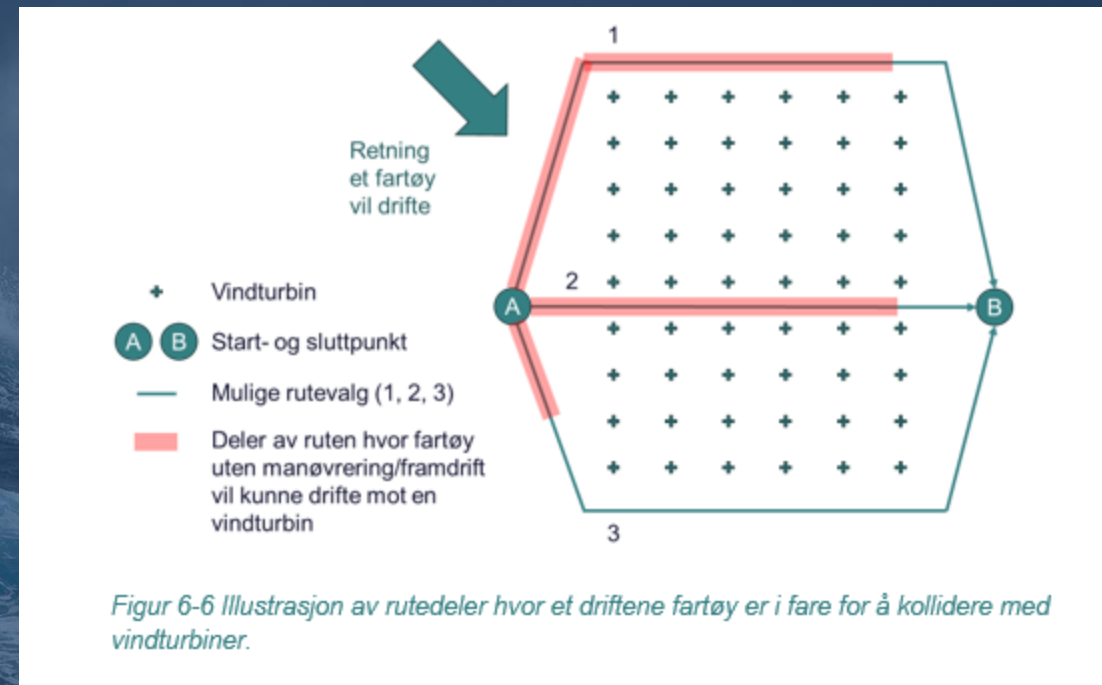 1
Retning
et fartøy
vil drifte
2
A
B
Vindturbin
A B Start- og sluttpunkt
Mulige rutevalg (1, 2, 3)
Deler av ruten hvor fartøy
uten manøvrering/framdrift
vil kunne drifte mot en
vindturbin
3
Figur 6-6 Illustrasjon av rutedeler hvor et driftene fartøy er i fare for å kollidere med
vindturbiner.